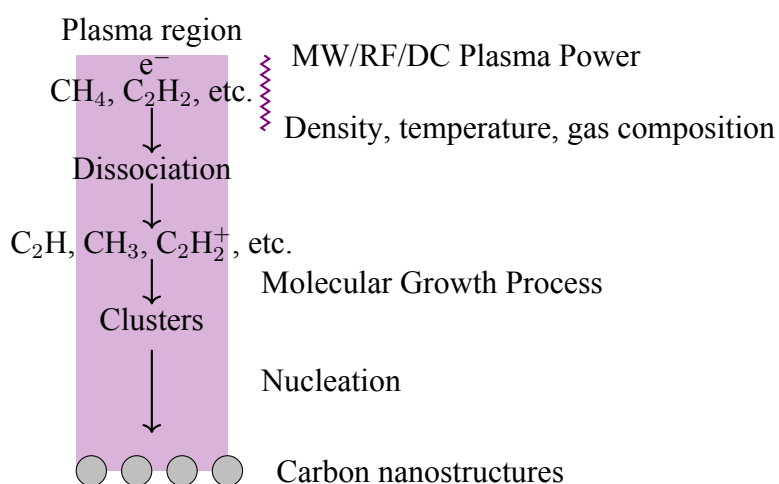 Plasma region
e⁻
MW/RF/DC Plasma Power
CH₄, C₂H₂, etc.
Density, temperature, gas composition
Dissociation
C₂H, CH₃, C₂H₂⁺, etc.
Molecular Growth Process
Clusters
Nucleation
Carbon nanostructures